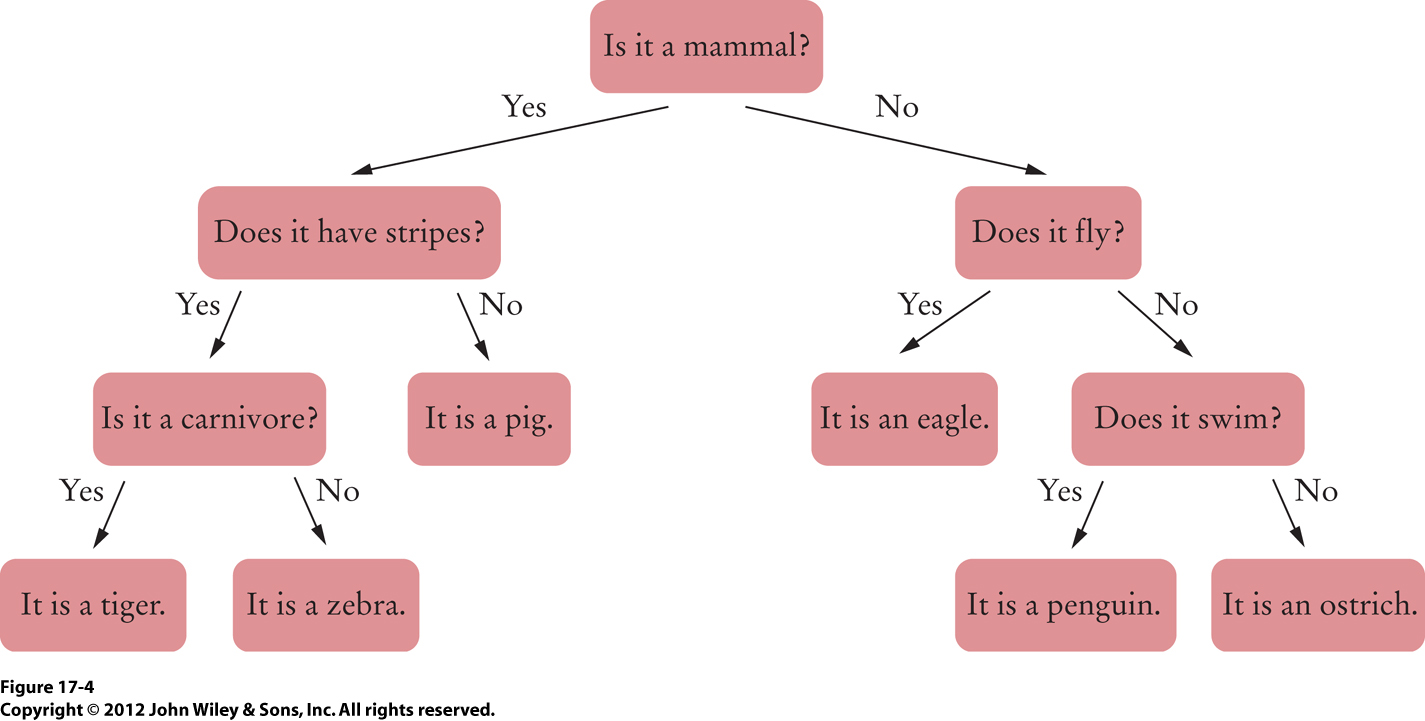 Is it a mammal?
Yes
No
Does it have stripes?
Does it fly?
Yes
No
Yes
No
Is it a carnivore?
It is a pig.
It is an eagle.
Does it swim?
Yes
No
Yes
No
It is a tiger.
It is a zebra.
It is a penguin.
It is an ostrich.
Figure 17-4
Copyright © 2012 John Wiley & Sons, Inc. All rights reserved.